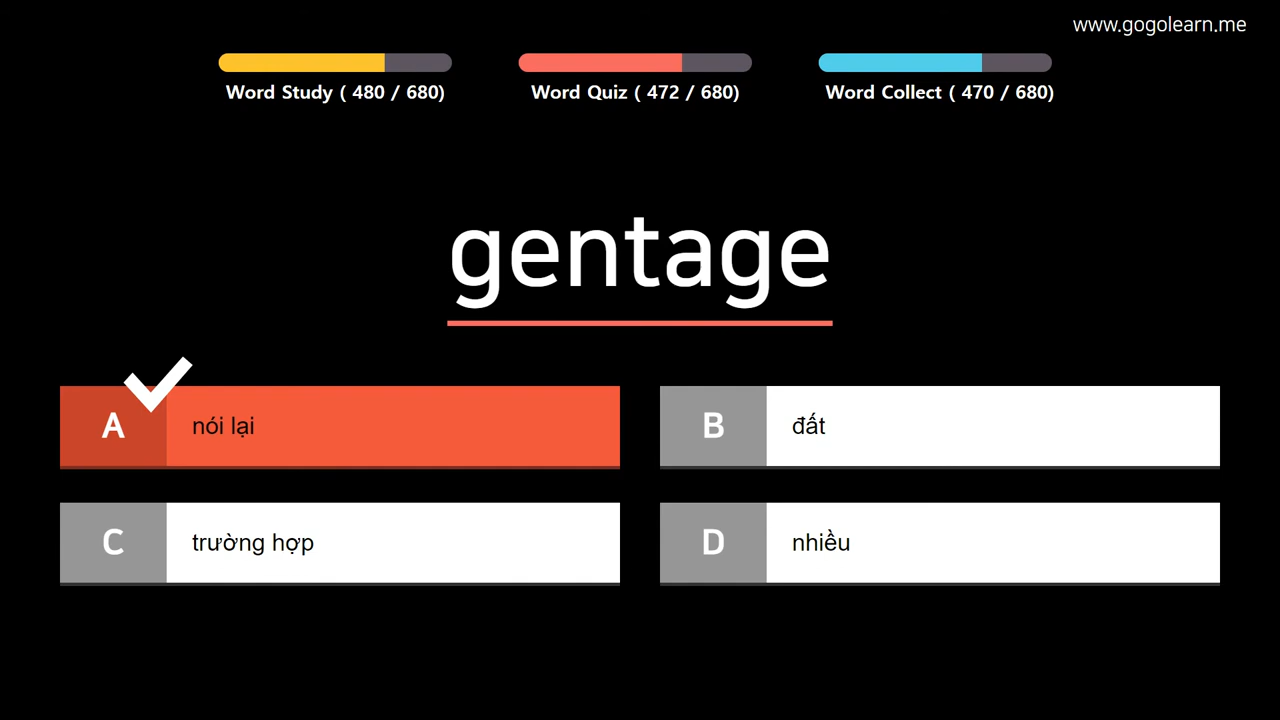 www.gogolearn.me
Word Study ( 480 / 680)
Word Quiz ( 472 / 680)
Word Collect ( 470 / 680)
gentage
A nói lại
B đất
C trường hợp
D nhiều